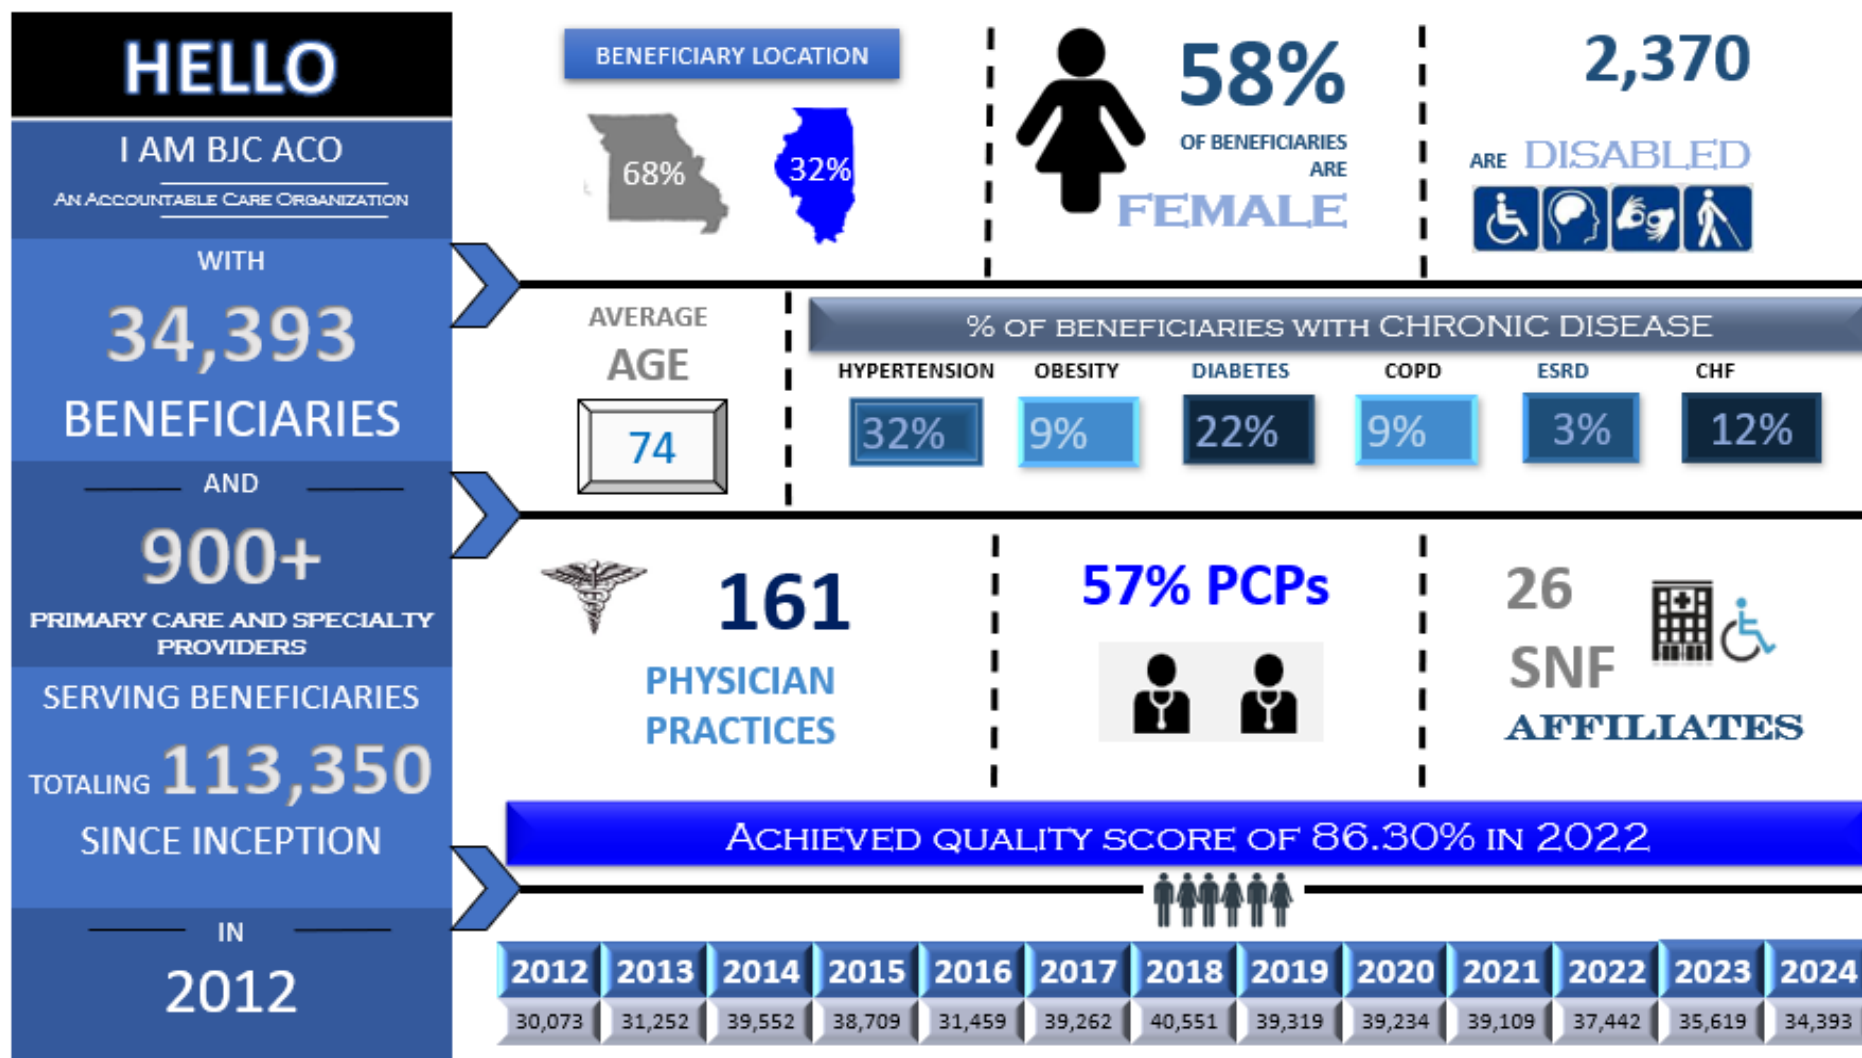 HELLO
I AM BJC ACO
AN ACCOUNTABLE CARE ORGANIZATION
WITH
34,393
BENEFICIARIES
AND
900+
PRIMARY CARE AND SPECIALTY
PROVIDERS
SERVING BENEFICIARIES
TOTALING 113,350
SINCE INCEPTION
IN
2012
BENEFICIARY LOCATION
68%
32%
58%
OF BENEFICIARIES
ARE
FEMALE
2,370
ARE DISABLED
AVERAGE
AGE
74
% OF BENEFICIARIES WITH CHRONIC DISEASE
HYPERTENSION OBESITY DIABETES COPD ESRD CHF
32% 9% 22% 9% 3% 12%
161
PHYSICIAN
PRACTICES
57% PCPs
26
SNF
AFFILIATES
ACHIEVED QUALITY SCORE OF 86.30% IN 2022
2012 2013 2014 2015 2016 2017 2018 2019 2020 2021 2022 2023 2024
30,073 31,252 39,552 38,709 31,459 39,262 40,551 39,319 39,234 39,109 37,442 35,619 34,393